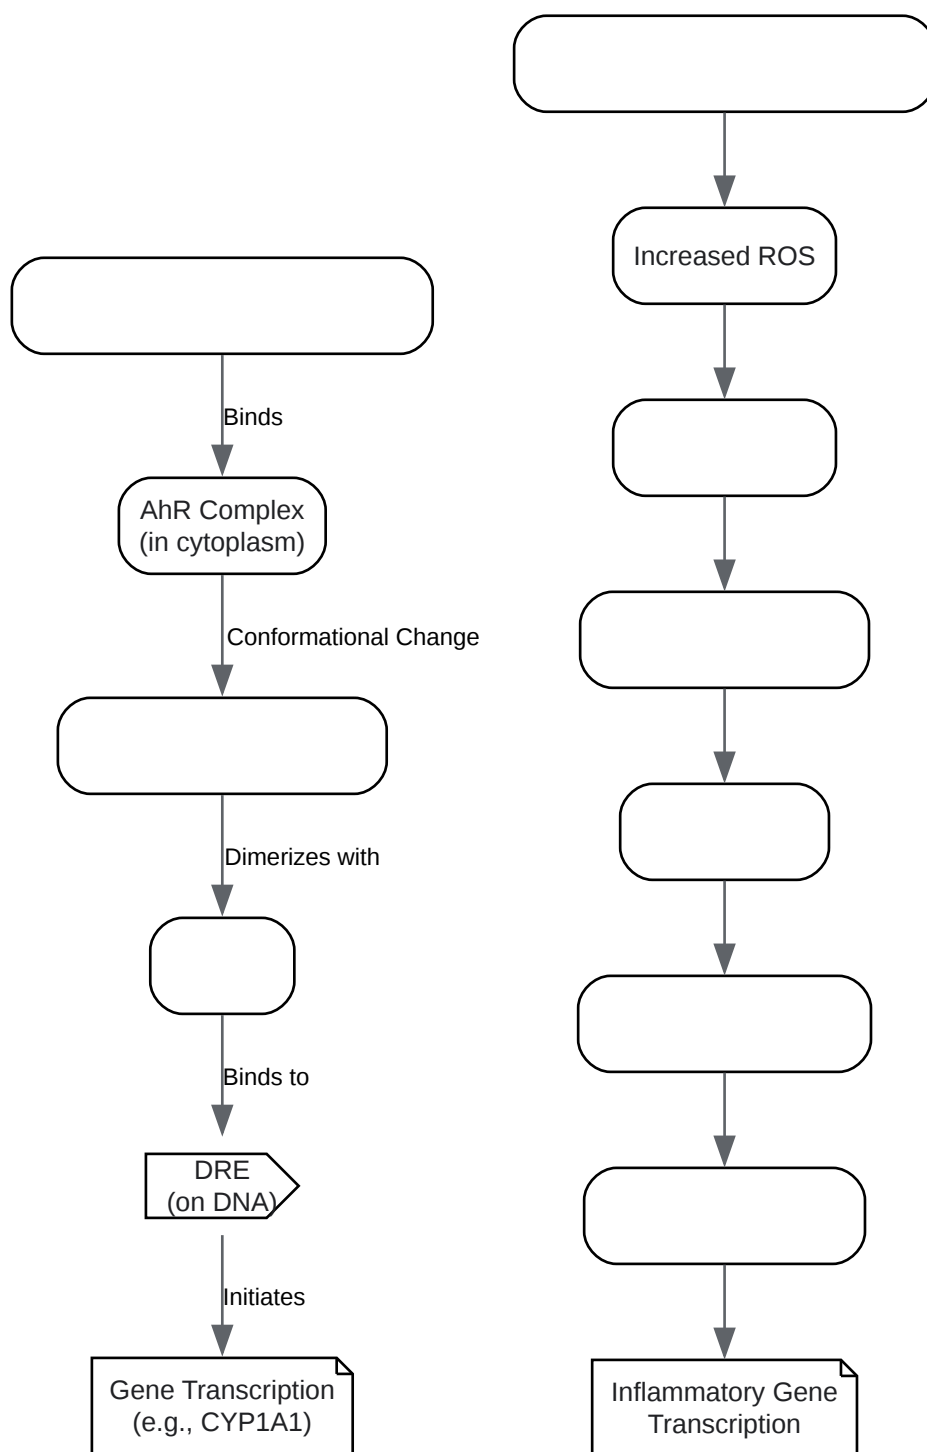 Increased ROS
Binds
AhR Complex
(in cytoplasm)
Conformational Change
Dimerizes with
Binds to
DRE
(on DNA)
Initiates
Gene Transcription
(e.g., CYP1A1)
Inflammatory Gene
Transcription